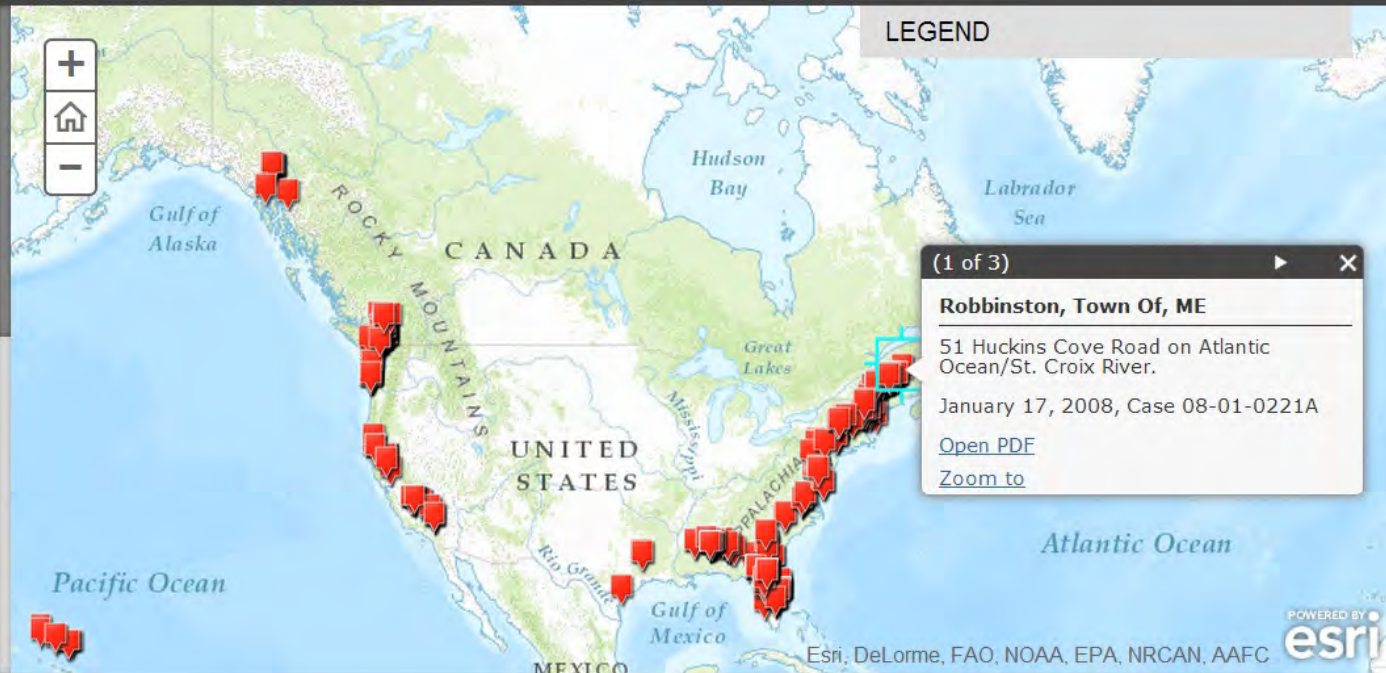 LEGEND
+
−
Hudson
Bay
Labrador
Sea
Gulf of
Alaska
ROCKY MOUNTAINS
CANADA
(1 of 3)
Robbinston, Town Of, ME
51 Huckins Cove Road on Atlantic
Ocean/St. Croix River.
January 17, 2008, Case 08-01-0221A
Open PDF
Zoom to
Great
Lakes
Mississippi
UNITED
STATES
PPALACHIA
Rio Grande
Atlantic Ocean
Pacific Ocean
Gulf of
Mexico
MEXICO
Esri, DeLorme, FAO, NOAA, EPA, NRCAN, AAFC
POWERED BY
esri